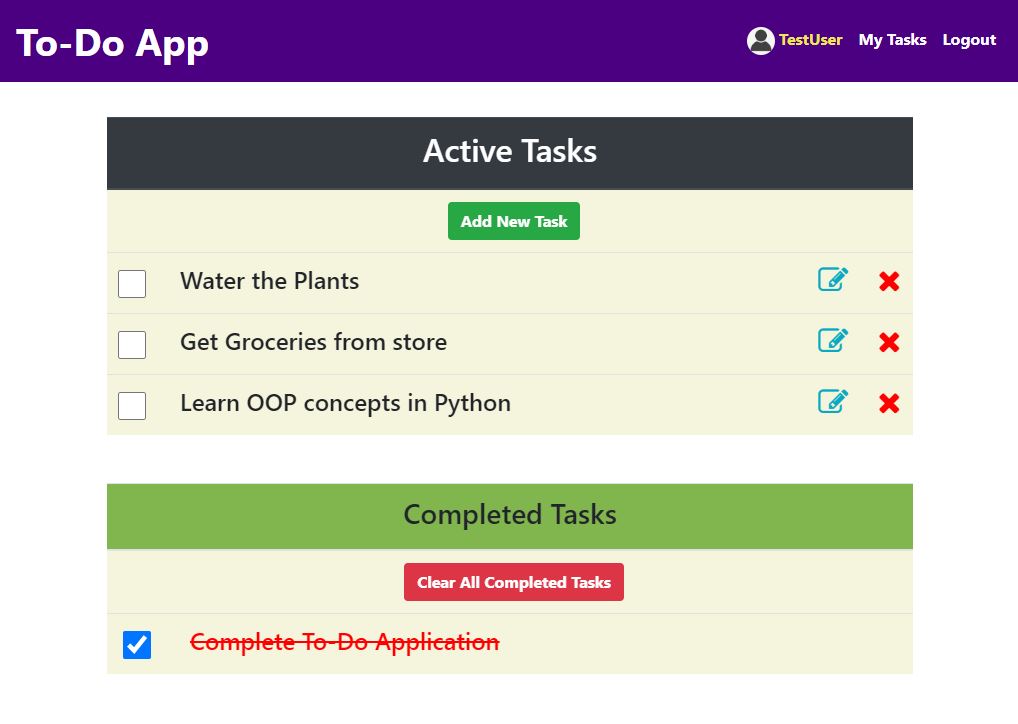 To-Do App
TestUser My Tasks Logout
Active Tasks
Add New Task
Water the Plants
Get Groceries from store
Learn OOP concepts in Python
Completed Tasks
Clear All Completed Tasks
Complete To-Do Application